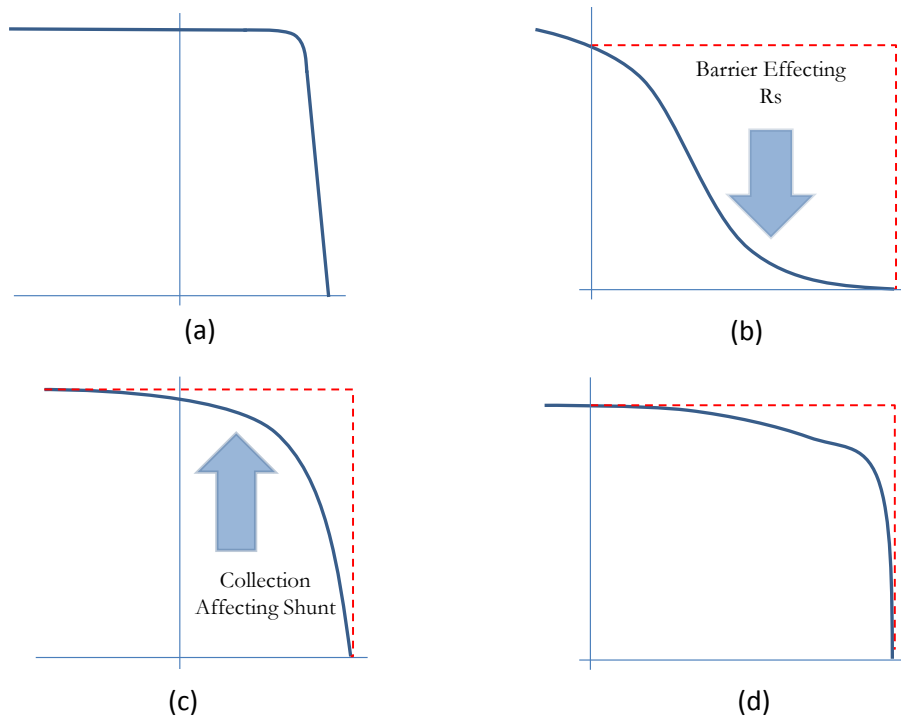 (a)
Barrier Effecting
Rs
(b)
Collection
Affecting Shunt
(c)
(d)